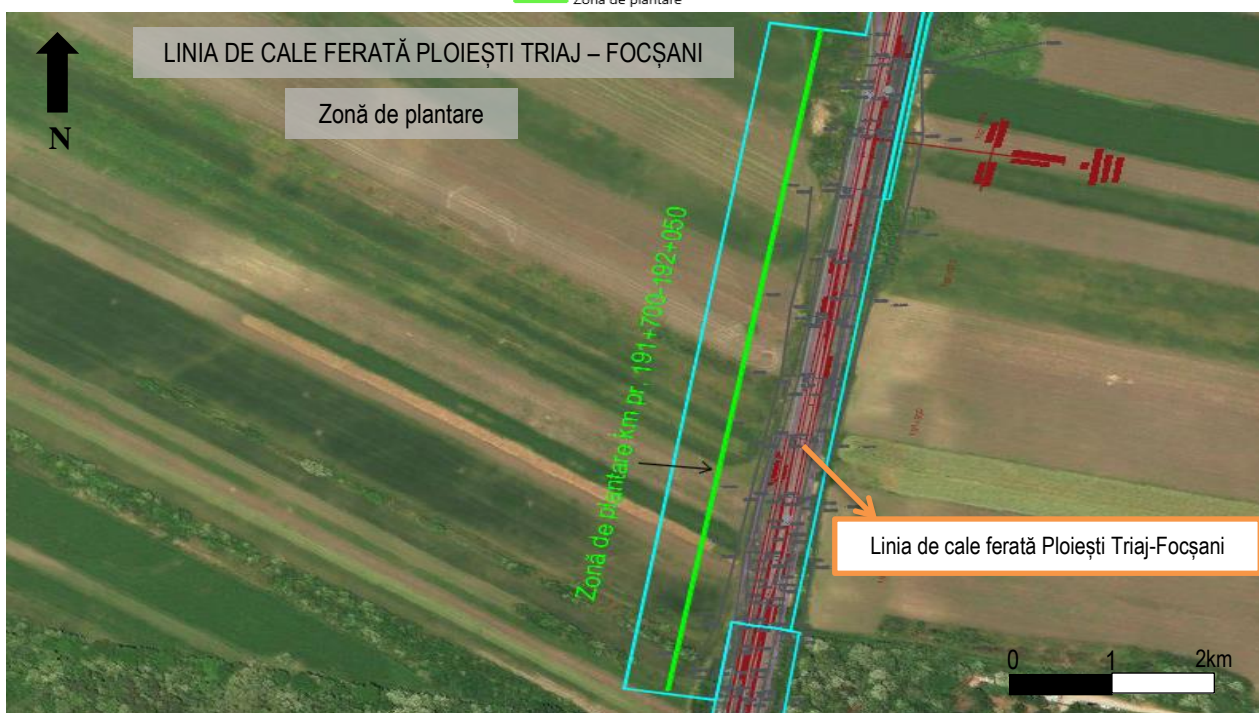 Zonă de plantare
LINIA DE CALE FERATĂ PLOIEȘTI TRIAJ – FOCȘANI
Zonă de plantare
N
Zonă de plantare km pr. 191+700-192+050
Linia de cale ferată Ploiești Triaj-Focșani
0 1 2km